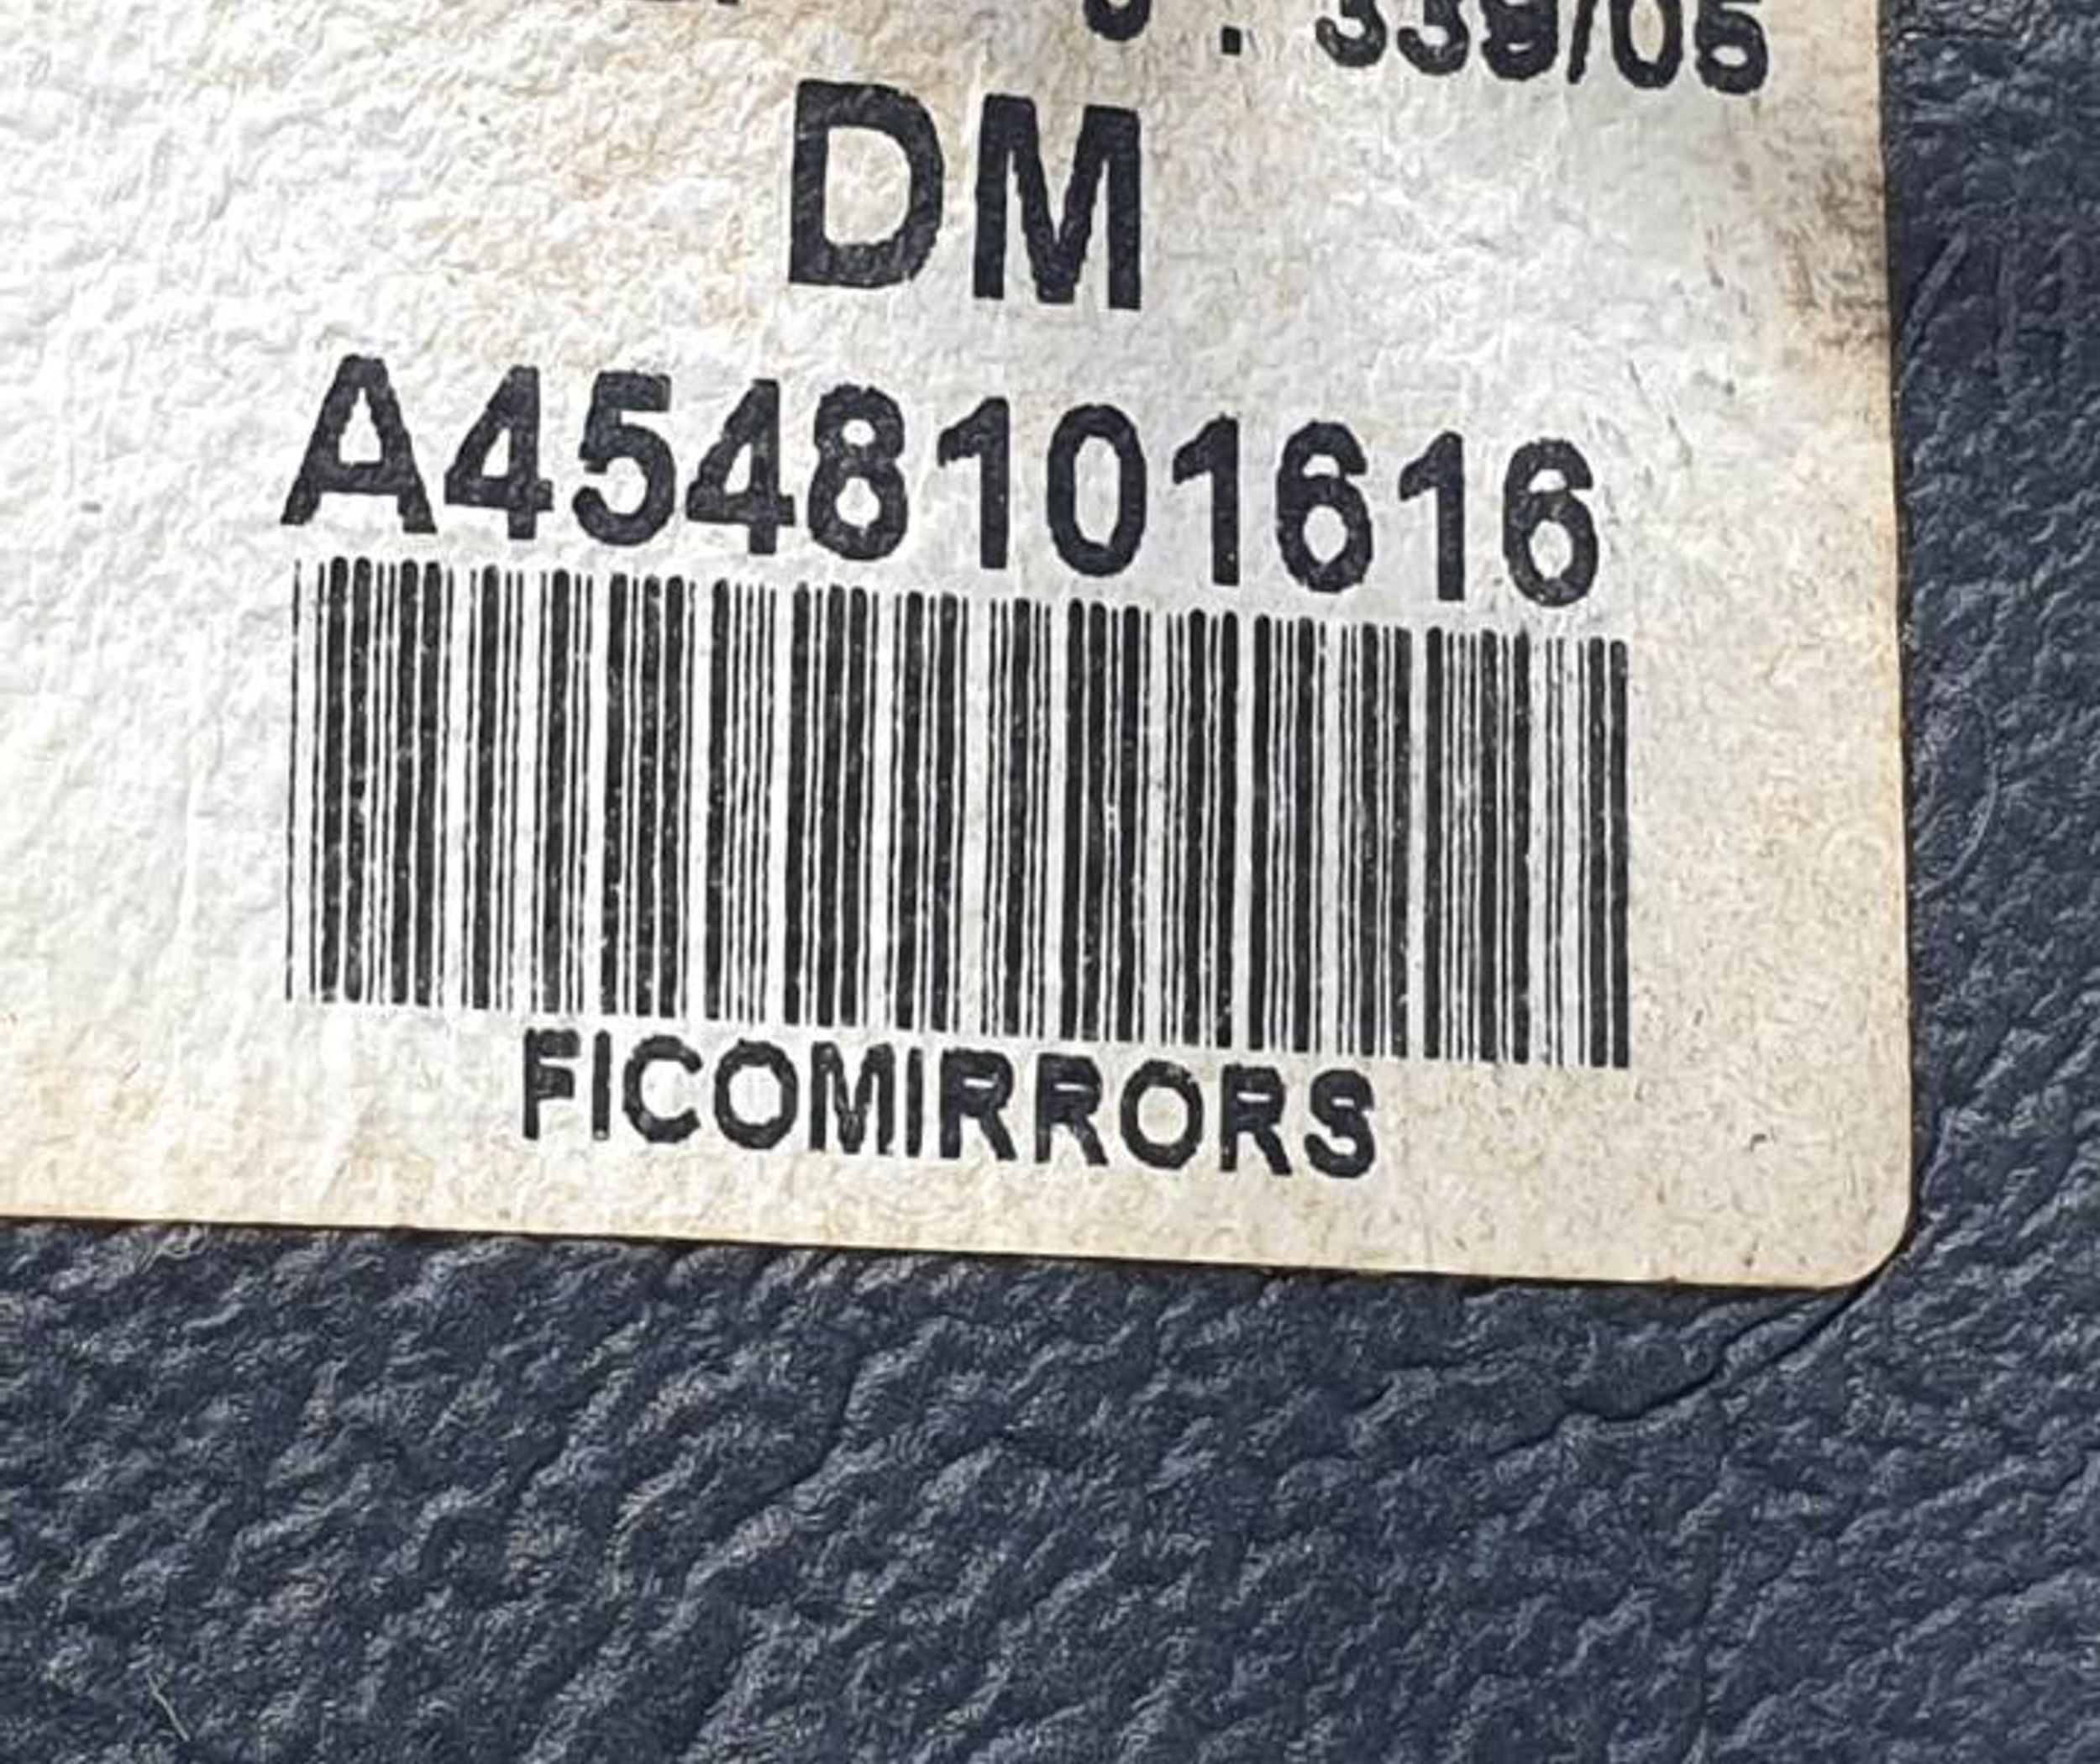 : 339/05
DM
A4548101616
FICOMIRRORS